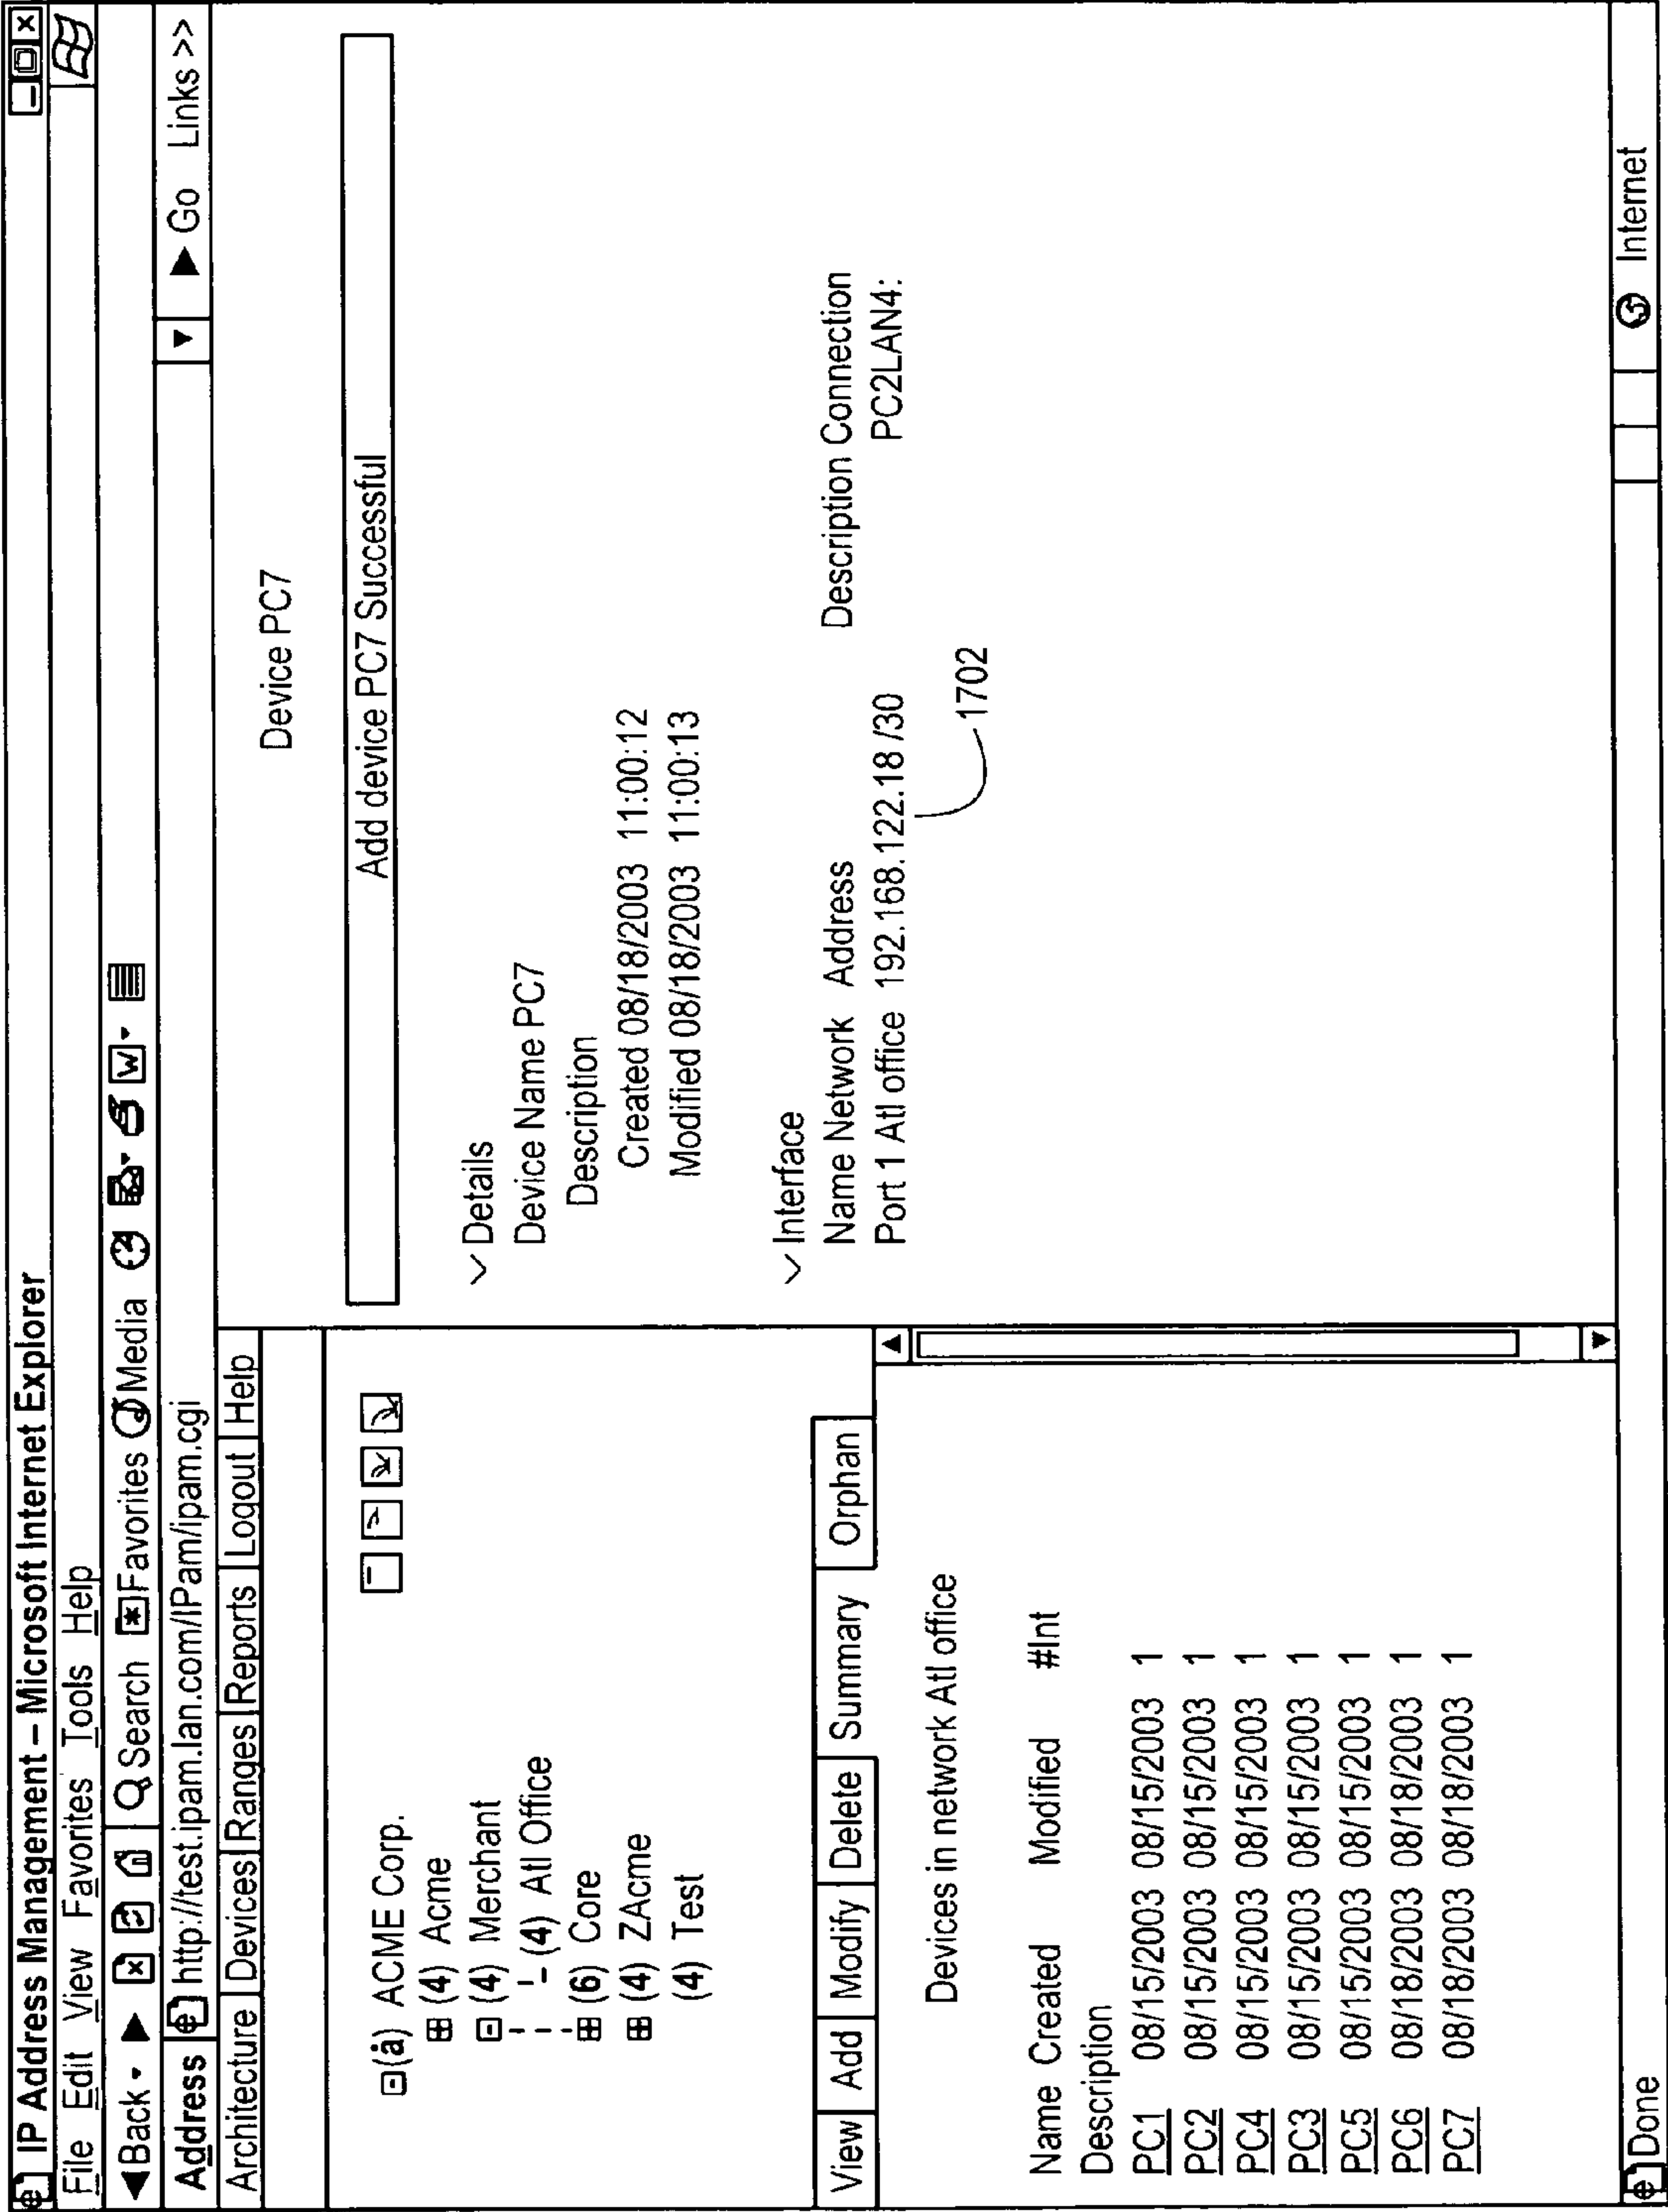 IP Address Management – Microsoft Internet Explorer
File Edit View Favorites Tools Help
Back Search Favorites Media W
Address http://test.ipam.lan.com/IPam/ipam.cgi Go Links >>
Architecture Devices Ranges Reports Logout Help
(a) ACME Corp.
(4) Acme
(4) Merchant
(4) Atl Office
(6) Core
(4) ZAcme
(4) Test
View Add Modify Delete Summary Orphan
Devices in network Atl office
Name Created Modified #Int
Description
PC1 08/15/2003 08/15/2003 1
PC2 08/15/2003 08/15/2003 1
PC4 08/15/2003 08/15/2003 1
PC3 08/15/2003 08/15/2003 1
PC5 08/15/2003 08/15/2003 1
PC6 08/18/2003 08/18/2003 1
PC7 08/18/2003 08/18/2003 1
Device PC7
Add device PC7 Successful
Details
Device Name PC7
Description
Created 08/18/2003 11:00:12
Modified 08/18/2003 11:00:13
Interface
Name Network Address Description Connection
Port 1 Atl office 192.168.122.18 /30 PC2LAN4:
1702
Done Internet